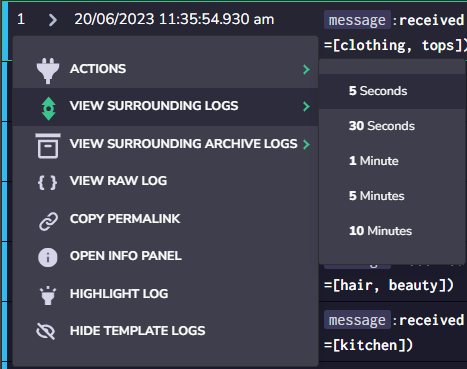 1 20/06/2023 11:35:54.930 am message:received
=[clothing, tops])
ACTIONS
VIEW SURROUNDING LOGS
VIEW SURROUNDING ARCHIVE LOGS
VIEW RAW LOG
COPY PERMALINK
OPEN INFO PANEL
HIGHLIGHT LOG
HIDE TEMPLATE LOGS
5 Seconds
30 Seconds
1 Minute
5 Minutes
10 Minutes
=[hair, beauty])
message:received
=[kitchen])